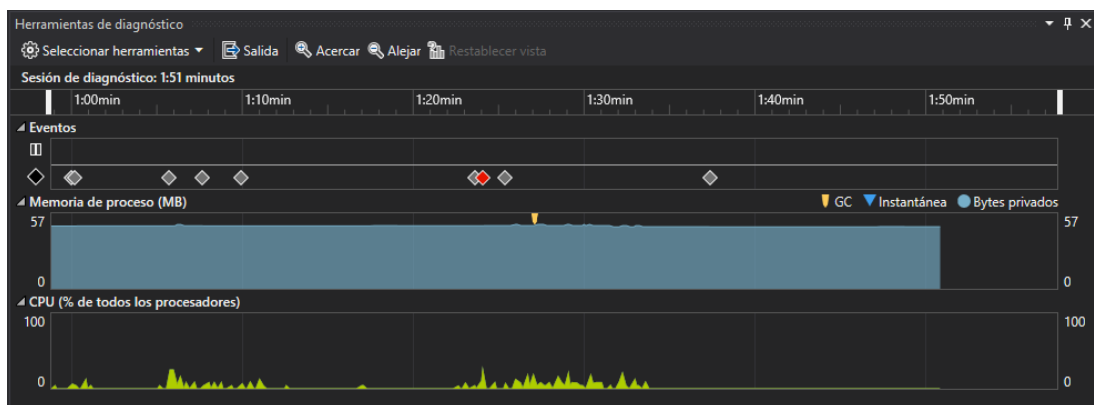 Herramientas de diagnóstico
Seleccionar herramientas Salida Acercar Alejar Restablecer vista
Sesión de diagnóstico: 1:51 minutos
1:00min 1:10min 1:20min 1:30min 1:40min 1:50min
Eventos
Memoria de proceso (MB) GC Instantánea Bytes privados
57 57
0 0
CPU (% de todos los procesadores)
100 100
0 0